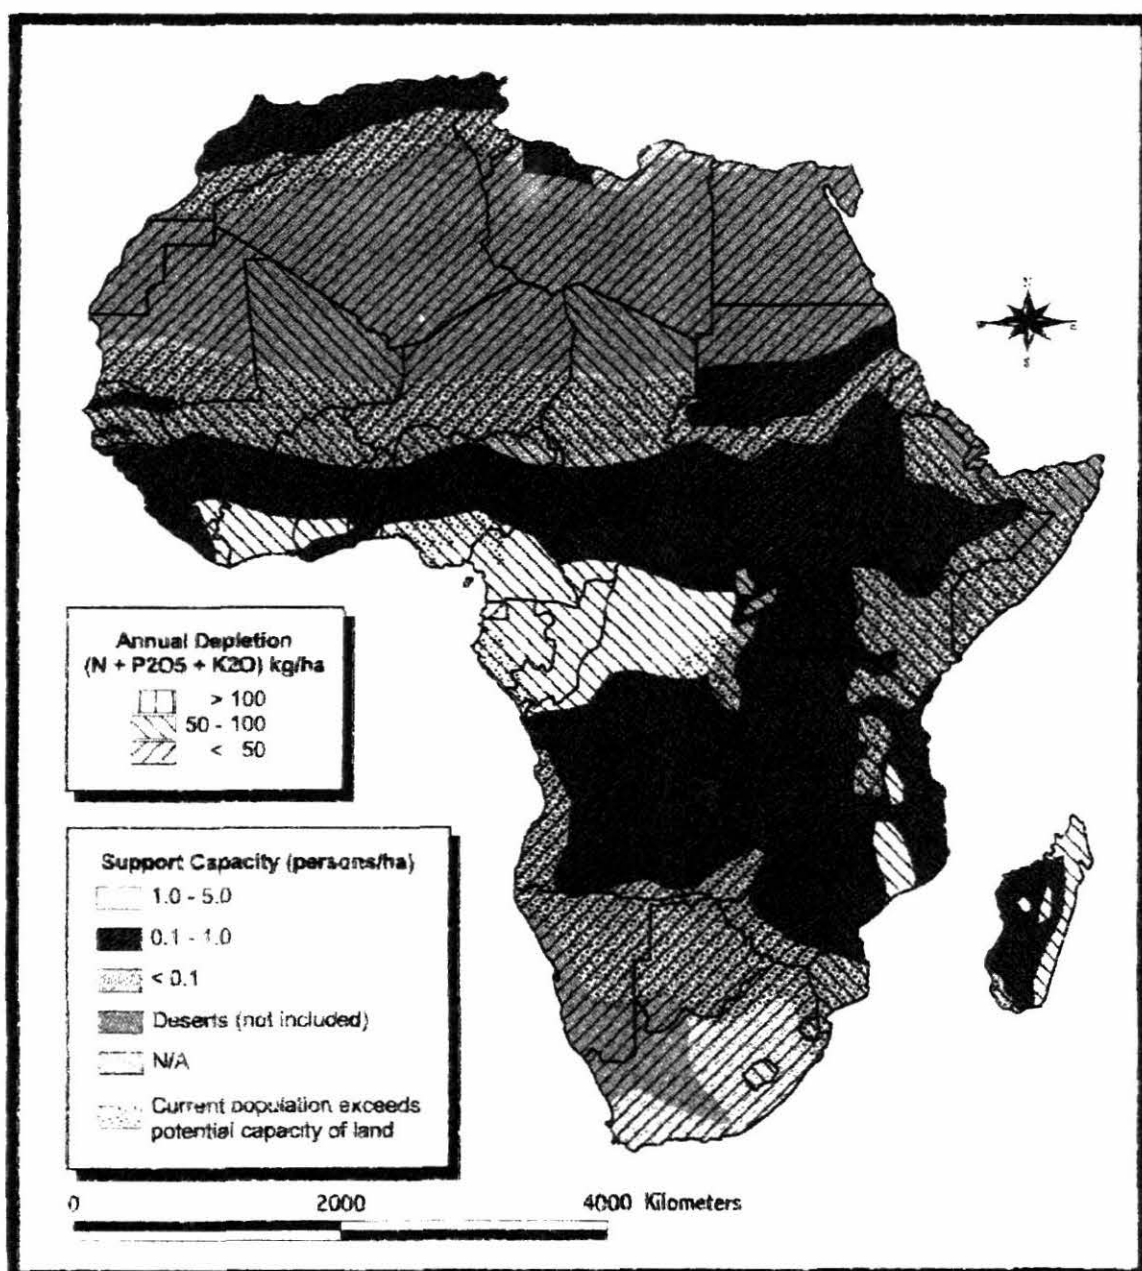 N
E
S
Annual Depletion
(N + P2O5 + K2O) kg/ha
> 100
50 - 100
< 50
Support Capacity (persons/ha)
1.0 - 5.0
0.1 - 1.0
< 0.1
Deserts (not included)
N/A
Current population exceeds
potential capacity of land
0 2000 4000 Kilometers